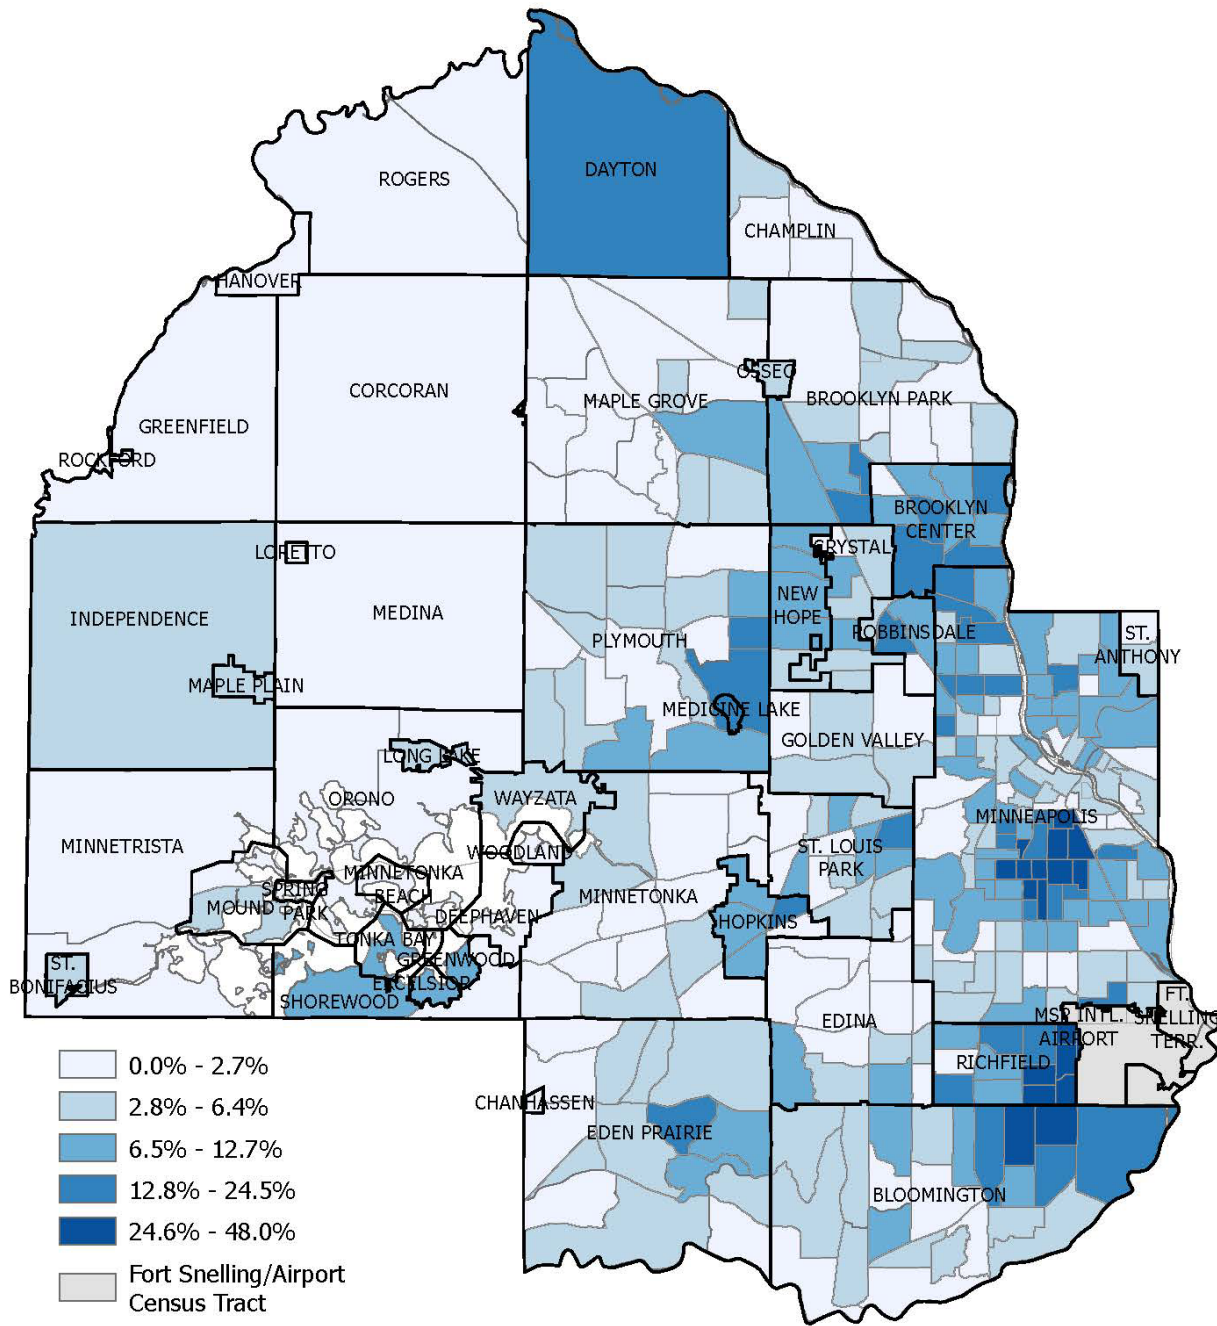 DAYTON
ROGERS
CHAMPLIN
HANOVER
OSSEO
CORCORAN
MAPLE GROVE
BROOKLYN PARK
GREENFIELD
ROCKFORD
BROOKLYN
CENTER
LORETTO
CRYSTAL
INDEPENDENCE
MEDINA
NEW
HOPE
PLYMOUTH
ROBBINSDALE
ST.
ANTHONY
MAPLE PLAIN
MEDICINE LAKE
GOLDEN VALLEY
LONG LAKE
ORONO
WAYZATA
MINNEAPOLIS
MINNETRISTA
WOODLAND
ST. LOUIS
PARK
MINNETONKA
BEACH
SPRING
PARK
MOUND
MINNETONKA
DEEPHAVEN
HOPKINS
TONKA BAY
GREENWOOD
ST.
BONIFACIUS
EXCELSIOR
SHOREWOOD
EDINA
MSP INTL.
AIRPORT
FT.
SNELLING
TERR.
RICHFIELD
CHANHASSEN
EDEN PRAIRIE
BLOOMINGTON
0.0% - 2.7%
2.8% - 6.4%
6.5% - 12.7%
12.8% - 24.5%
24.6% - 48.0%
Fort Snelling/Airport
Census Tract